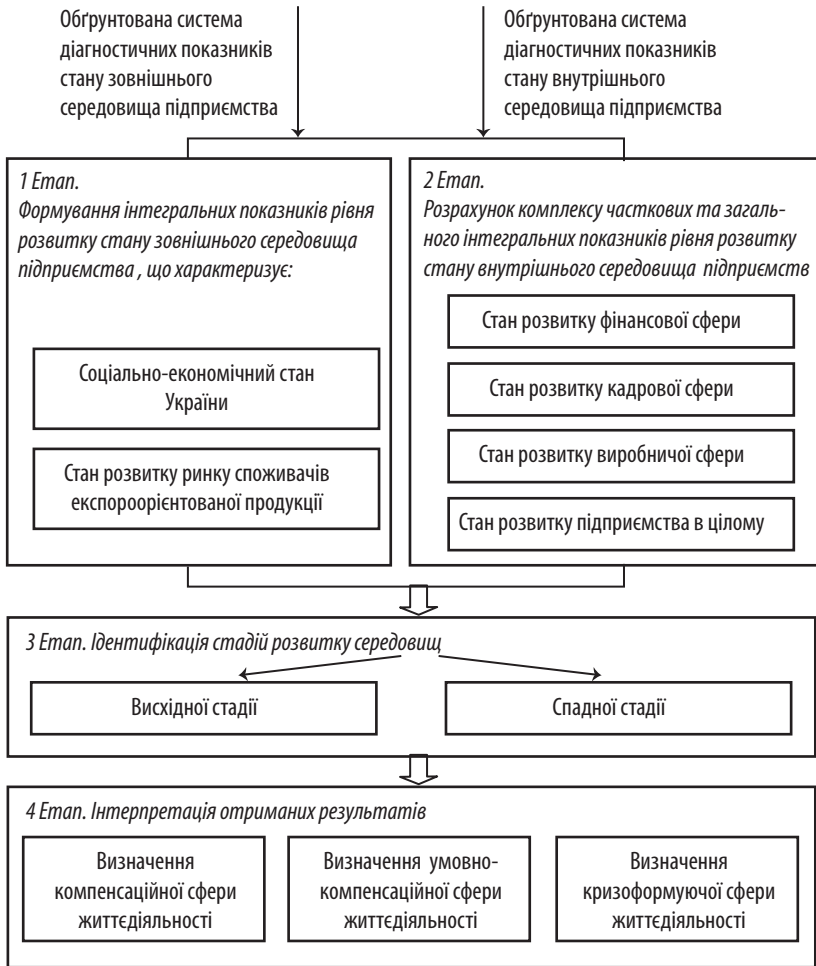 Обґрунтована система
діагностичних показників
стану зовнішнього
середовища підприємства
Обґрунтована система
діагностичних показників
стану внутрішнього
середовища підприємства
1 Етап.
Формування інтегральних показників рівня
розвитку стану зовнішнього середовища
підприємства , що характеризує:
Соціально-економічний стан
України
Стан розвитку ринку споживачів
експороорієнтованої продукції
2 Етап.
Розрахунок комплексу часткових та загаль-
ного інтегральних показників рівня розвитку
стану внутрішнього середовища підприємств
Стан розвитку фінансової сфери
Стан розвитку кадрової сфери
Стан розвитку виробничої сфери
Стан розвитку підприємства в цілому
3 Етап. Ідентифікація стадій розвитку середовищ
Висхідної стадії
Спадної стадії
4 Етап. Інтерпретація отриманих результатів
Визначення
компенсаційної сфери
життєдіяльності
Визначення умовно-
компенсаційної сфери
життєдіяльності
Визначення
кризоформуючої сфери
життєдіяльності